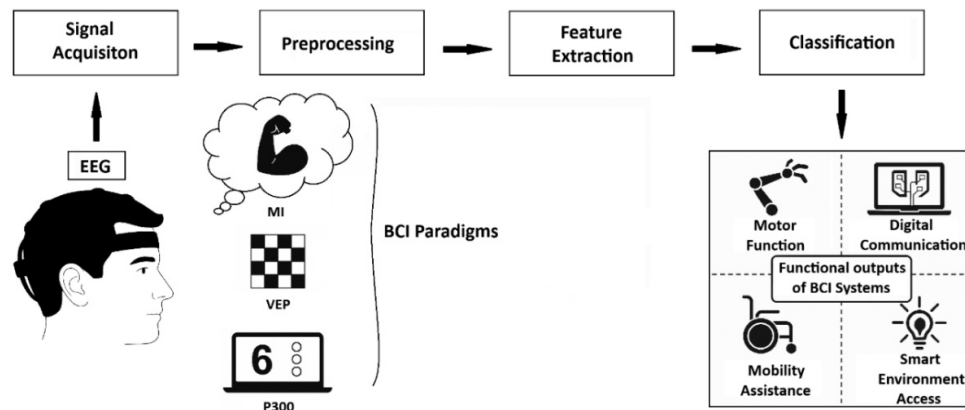 Signal
Acquisiton
Preprocessing
Feature
Extraction
Classification
EEG
MI
VEP
6
P300
BCI Paradigms
Motor
Function
Digital
Communication
Functional outputs
of BCI Systems
Mobility
Assistance
Smart
Environment
Access